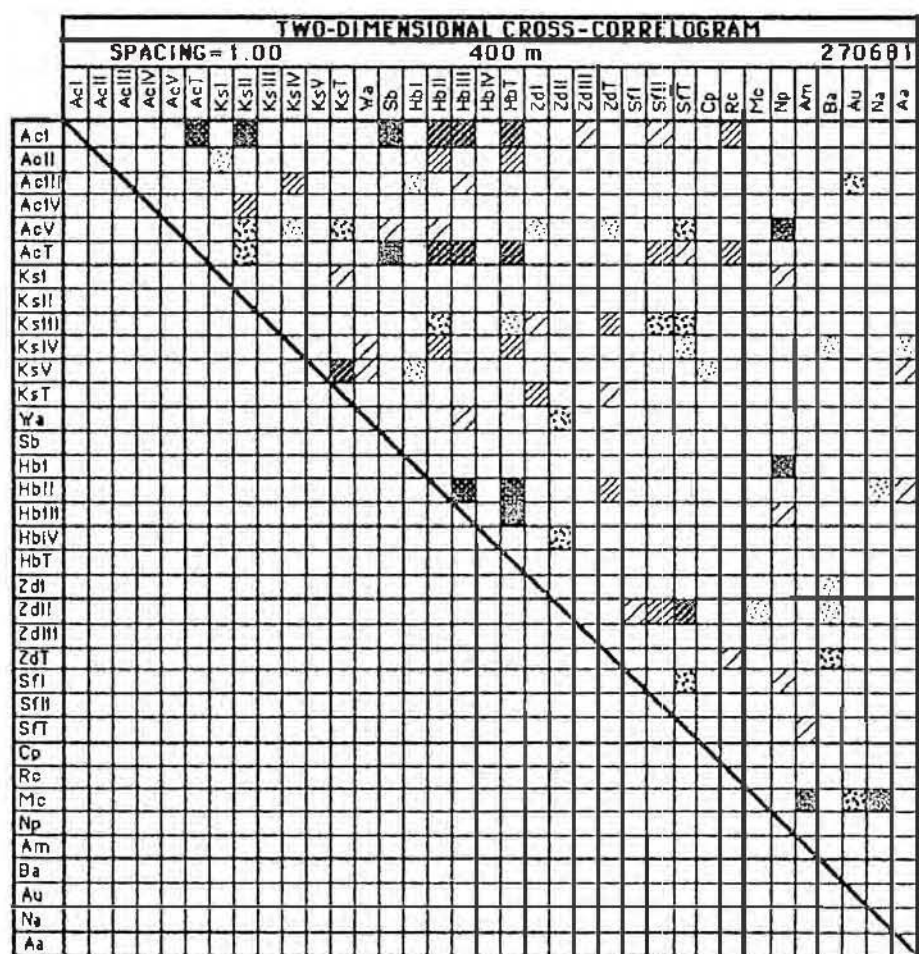 TWO-DIMENSIONAL CROSS-CORRELOGRAM
SPACING=1.00 400 m 270681
AcI AcII AcIII AcIV AcV AcT KsI KsII KsIII KsIV KsV KsT Wa Sb HbI HbII HbIII HbIV HbT ZdI ZdII ZdIII ZdT SfI SfII SfT Cp Rc Mc Np Am Ba Au Na Aa
AcI
AcII
AcIII
AcIV
AcV
AcT
KsI
KsII
KsIII
KsIV
KsV
KsT
Wa
Sb
HbI
HbII
HbIII
HbIV
HbT
ZdI
ZdII
ZdIII
ZdT
SfI
SfII
SfT
Cp
Rc
Mc
Np
Am
Ba
Au
Na
Aa